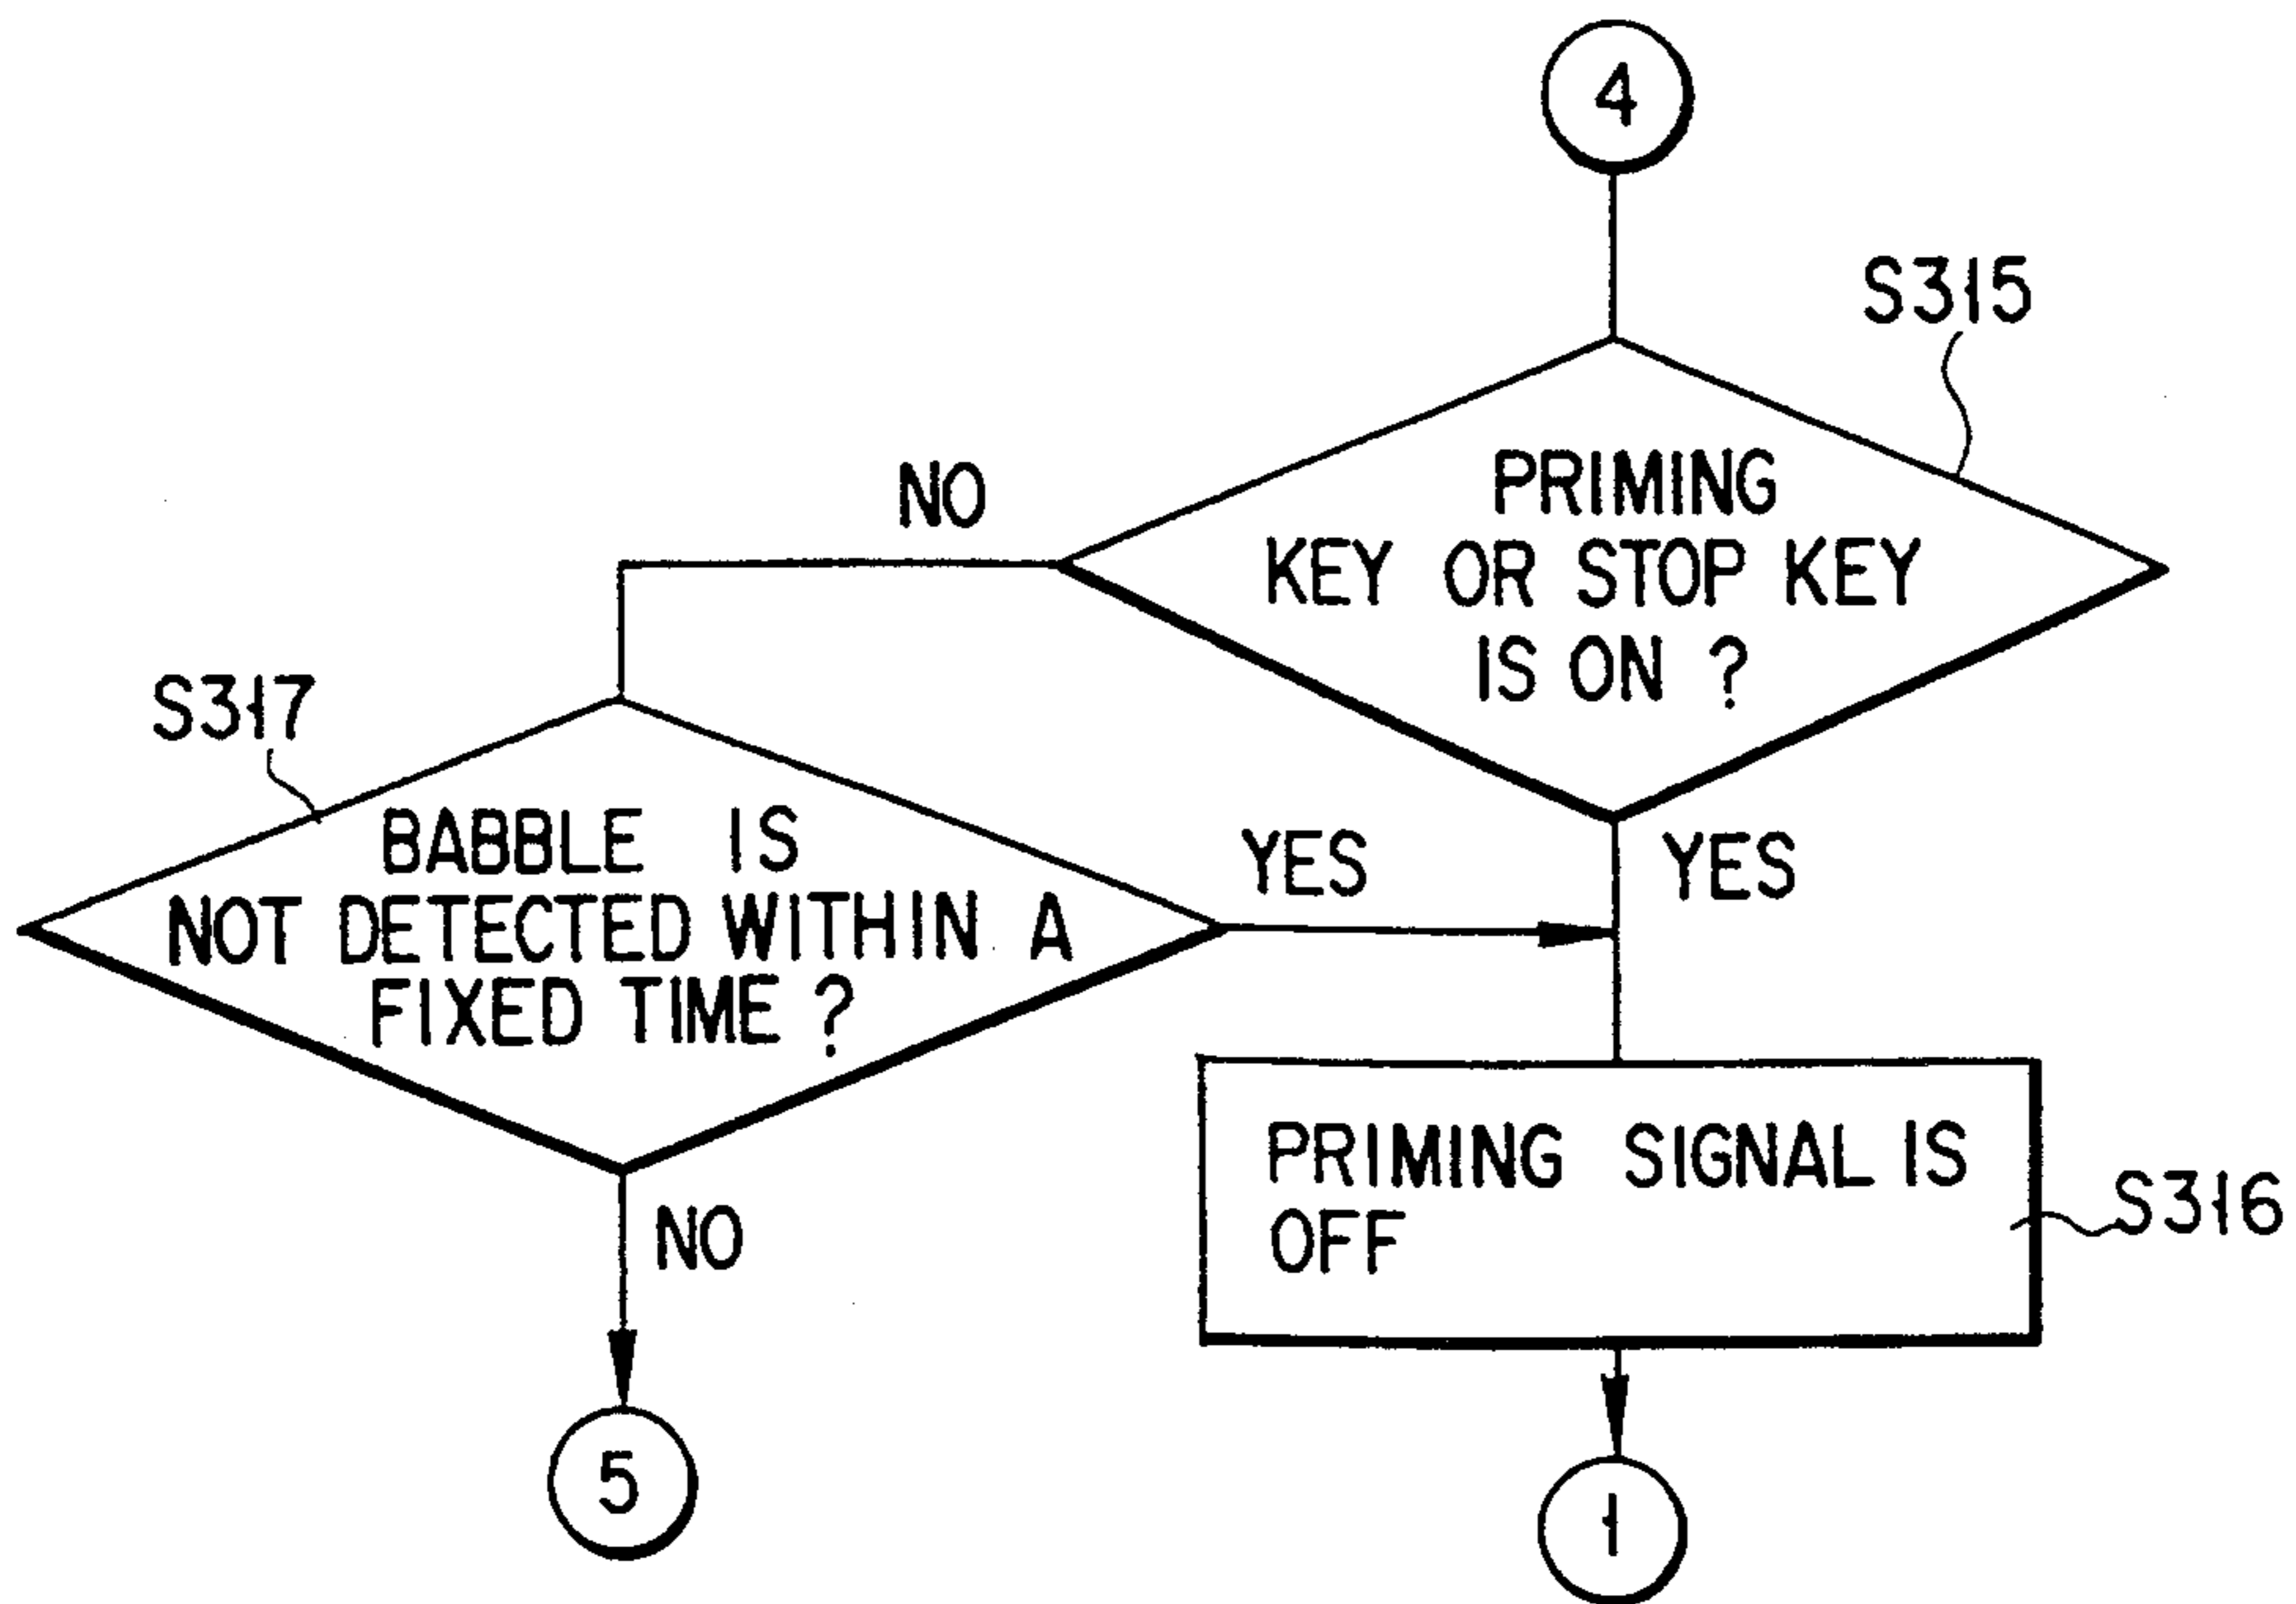 4
S315
PRIMING
KEY OR STOP KEY
IS ON ?
NO
S317
BABBLE IS
NOT DETECTED WITHIN A
FIXED TIME ?
YES
YES
PRIMING SIGNAL IS
OFF
S316
NO
5
1